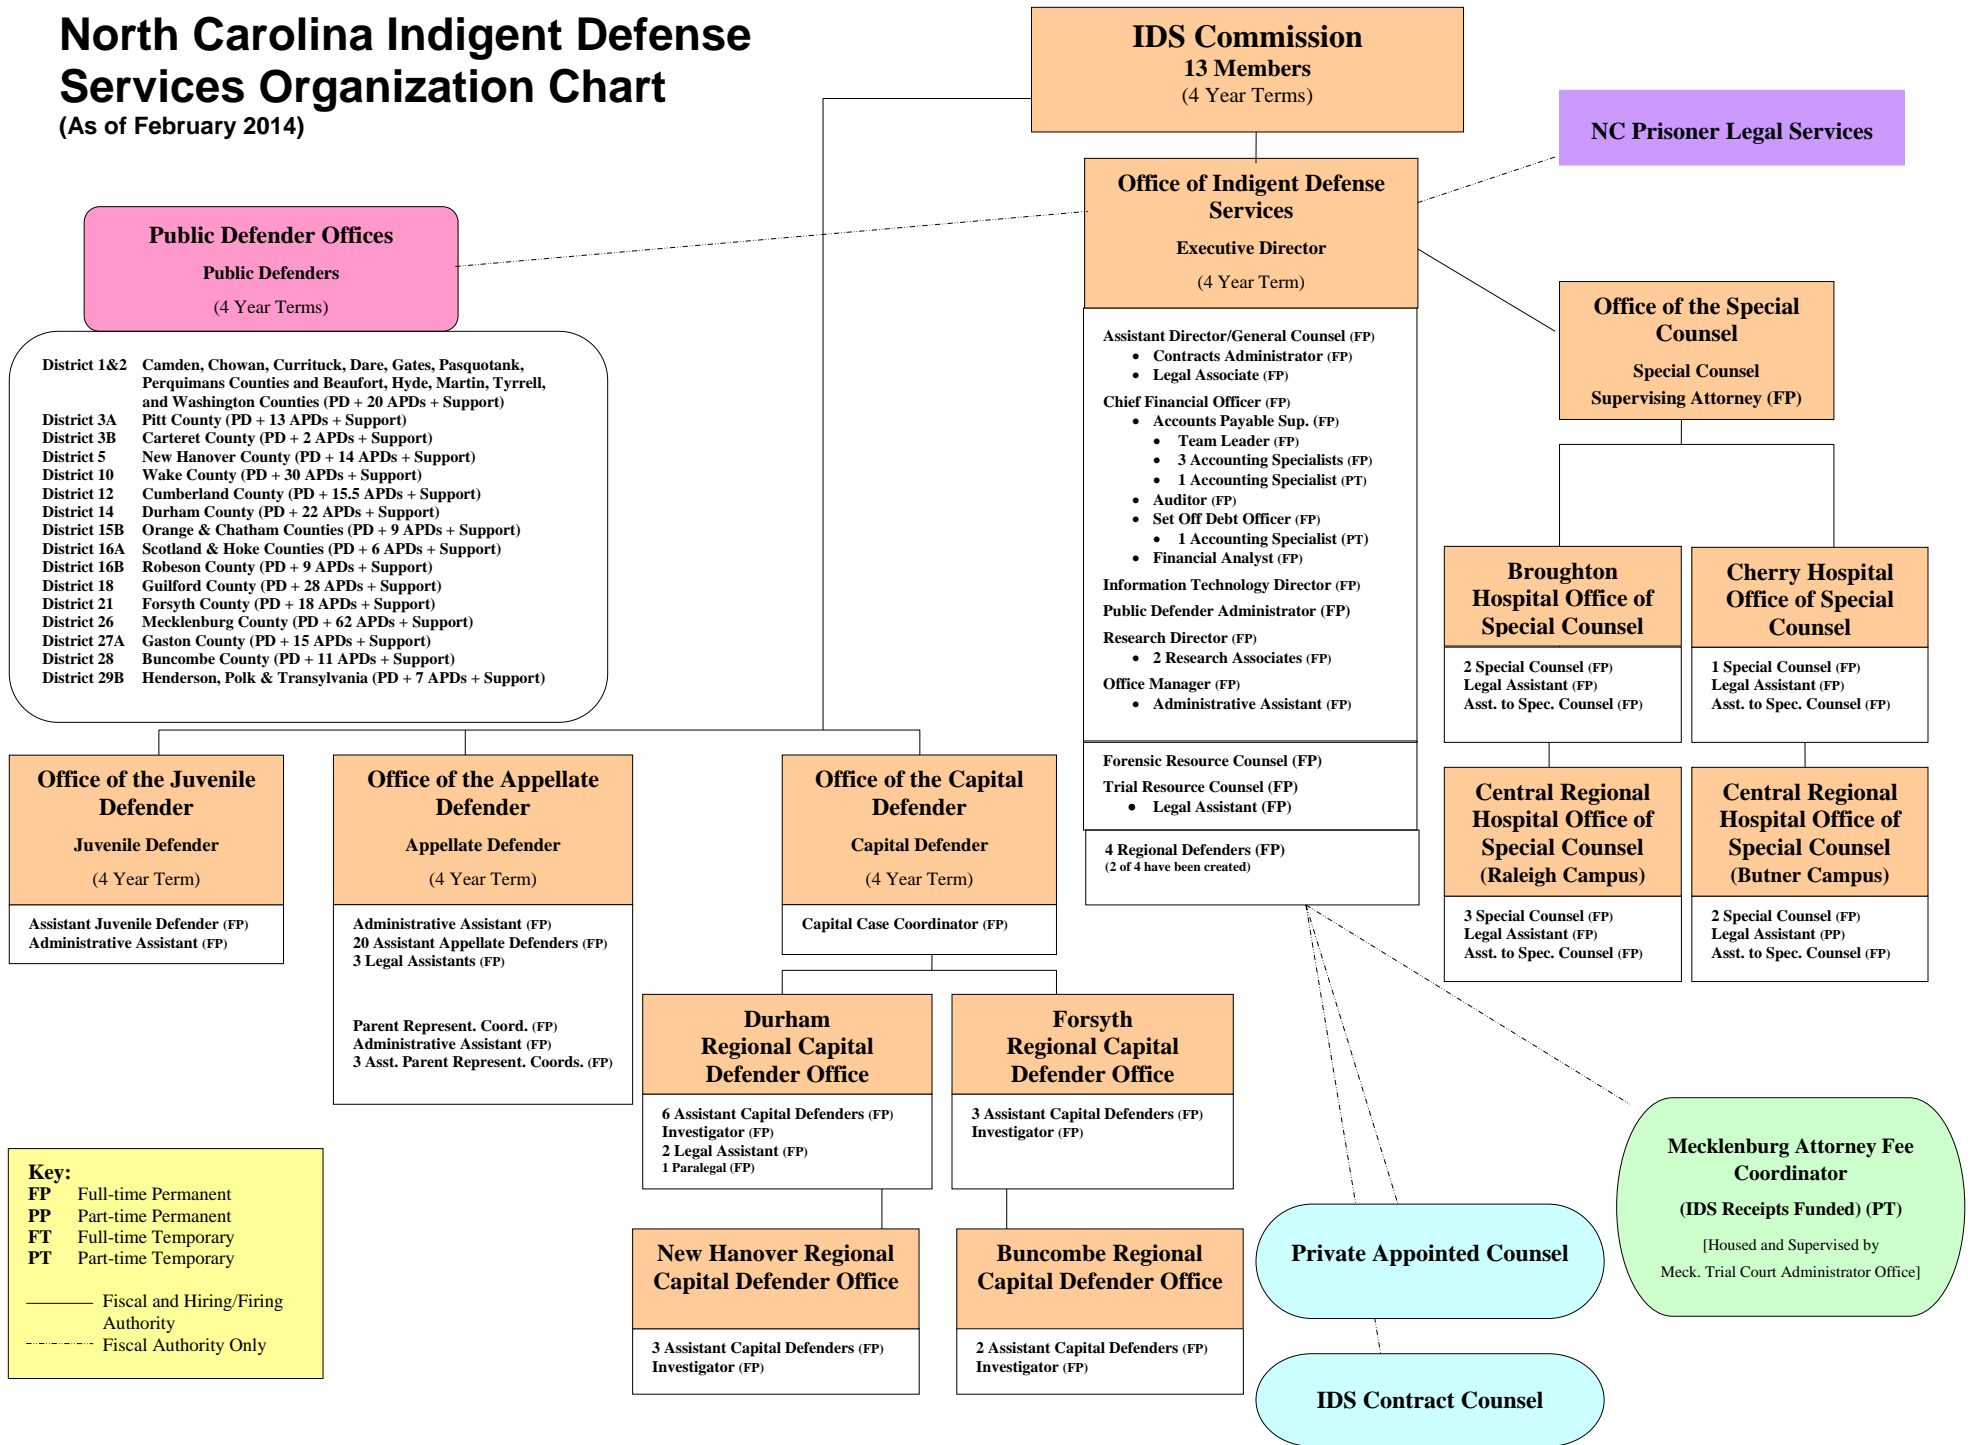 North Carolina Indigent Defense
Services Organization Chart
(As of February 2014)
IDS Commission
13 Members
(4 Year Terms)
NC Prisoner Legal Services
Office of Indigent Defense
Services
Executive Director
(4 Year Term)
Public Defender Offices
Public Defenders
(4 Year Terms)
District 1&2 Camden, Chowan, Currituck, Dare, Gates, Pasquotank,
Perquimans Counties and Beaufort, Hyde, Martin, Tyrrell,
and Washington Counties (PD + 20 APDs + Support)
District 3A Pitt County (PD + 13 APDs + Support)
District 3B Carteret County (PD + 2 APDs + Support)
District 5 New Hanover County (PD + 14 APDs + Support)
District 10 Wake County (PD + 30 APDs + Support)
District 12 Cumberland County (PD + 15.5 APDs + Support)
District 14 Durham County (PD + 22 APDs + Support)
District 15B Orange & Chatham Counties (PD + 9 APDs + Support)
District 16A Scotland & Hoke Counties (PD + 6 APDs + Support)
District 16B Robeson County (PD + 9 APDs + Support)
District 18 Guilford County (PD + 28 APDs + Support)
District 21 Forsyth County (PD + 18 APDs + Support)
District 26 Mecklenburg County (PD + 62 APDs + Support)
District 27A Gaston County (PD + 15 APDs + Support)
District 28 Buncombe County (PD + 11 APDs + Support)
District 29B Henderson, Polk & Transylvania (PD + 7 APDs + Support)
Assistant Director/General Counsel (FP)
• Contracts Administrator (FP)
• Legal Associate (FP)
Chief Financial Officer (FP)
• Accounts Payable Sup. (FP)
• Team Leader (FP)
• 3 Accounting Specialists (FP)
• 1 Accounting Specialist (PT)
• Auditor (FP)
• Set Off Debt Officer (FP)
• 1 Accounting Specialist (PT)
• Financial Analyst (FP)
Information Technology Director (FP)
Public Defender Administrator (FP)
Research Director (FP)
• 2 Research Associates (FP)
Office Manager (FP)
• Administrative Assistant (FP)
Forensic Resource Counsel (FP)
Trial Resource Counsel (FP)
• Legal Assistant (FP)
4 Regional Defenders (FP)
(2 of 4 have been created)
Office of the Special
Counsel
Special Counsel
Supervising Attorney (FP)
Broughton
Hospital Office of
Special Counsel
2 Special Counsel (FP)
Legal Assistant (FP)
Asst. to Spec. Counsel (FP)
Cherry Hospital
Office of Special
Counsel
1 Special Counsel (FP)
Legal Assistant (FP)
Asst. to Spec. Counsel (FP)
Central Regional
Hospital Office of
Special Counsel
(Raleigh Campus)
3 Special Counsel (FP)
Legal Assistant (FP)
Asst. to Spec. Counsel (FP)
Central Regional
Hospital Office of
Special Counsel
(Butner Campus)
2 Special Counsel (FP)
Legal Assistant (PP)
Asst. to Spec. Counsel (FP)
Office of the Juvenile
Defender
Juvenile Defender
(4 Year Term)
Assistant Juvenile Defender (FP)
Administrative Assistant (FP)
Office of the Appellate
Defender
Appellate Defender
(4 Year Term)
Administrative Assistant (FP)
20 Assistant Appellate Defenders (FP)
3 Legal Assistants (FP)
Parent Represent. Coord. (FP)
Administrative Assistant (FP)
3 Asst. Parent Represent. Coords. (FP)
Office of the Capital
Defender
Capital Defender
(4 Year Term)
Capital Case Coordinator (FP)
Durham
Regional Capital
Defender Office
6 Assistant Capital Defenders (FP)
Investigator (FP)
2 Legal Assistant (FP)
1 Paralegal (FP)
Forsyth
Regional Capital
Defender Office
3 Assistant Capital Defenders (FP)
Investigator (FP)
New Hanover Regional
Capital Defender Office
3 Assistant Capital Defenders (FP)
Investigator (FP)
Buncombe Regional
Capital Defender Office
2 Assistant Capital Defenders (FP)
Investigator (FP)
Private Appointed Counsel
IDS Contract Counsel
Mecklenburg Attorney Fee
Coordinator
(IDS Receipts Funded) (PT)
[Housed and Supervised by
Meck. Trial Court Administrator Office]
Key:
FP Full-time Permanent
PP Part-time Permanent
FT Full-time Temporary
PT Part-time Temporary
Fiscal and Hiring/Firing
Authority
Fiscal Authority Only